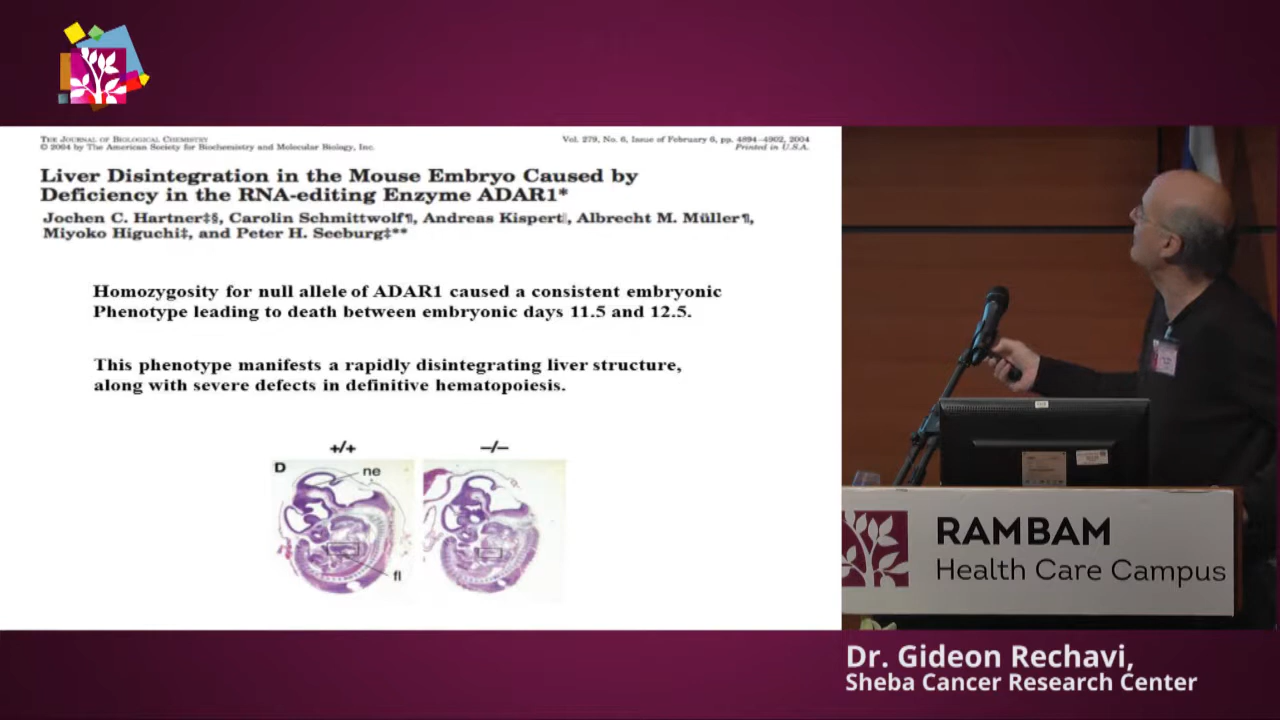 THE JOURNAL OF BIOLOGICAL CHEMISTRY
© 2004 by The American Society for Biochemistry and Molecular Biology, Inc.
Vol. 279, No. 6, Issue of February 6, pp. 4894–4902, 2004
Printed in U.S.A.
Liver Disintegration in the Mouse Embryo Caused by
Deficiency in the RNA-editing Enzyme ADAR1*
Jochen C. Hartner‡§, Carolin Schmittwolf¶, Andreas Kispert∥, Albrecht M. Müller¶,
Miyoko Higuchi‡, and Peter H. Seeburg‡**
Homozygosity for null allele of ADAR1 caused a consistent embryonic
Phenotype leading to death between embryonic days 11.5 and 12.5.
This phenotype manifests a rapidly disintegrating liver structure,
along with severe defects in definitive hematopoiesis.
+/+
–/–
D
ne
fl
RAMBAM
Health Care Campus
Dr. Gideon Rechavi,
Sheba Cancer Research Center